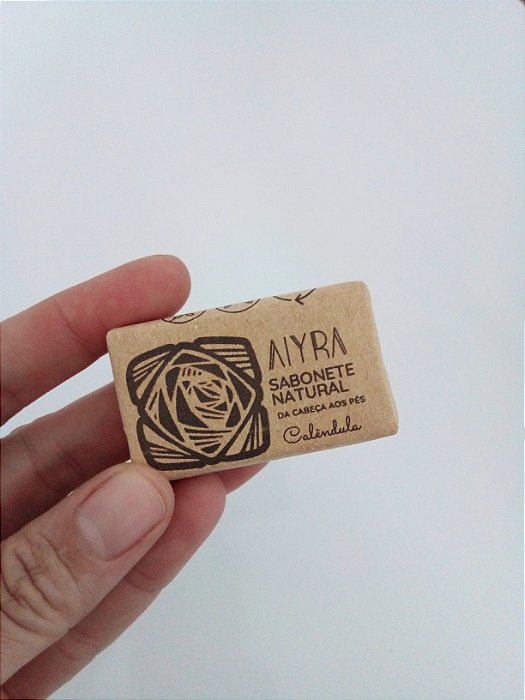 AIYRA
SABONETE
NATURAL
DA CABEÇA AOS PÉS
Calêndula